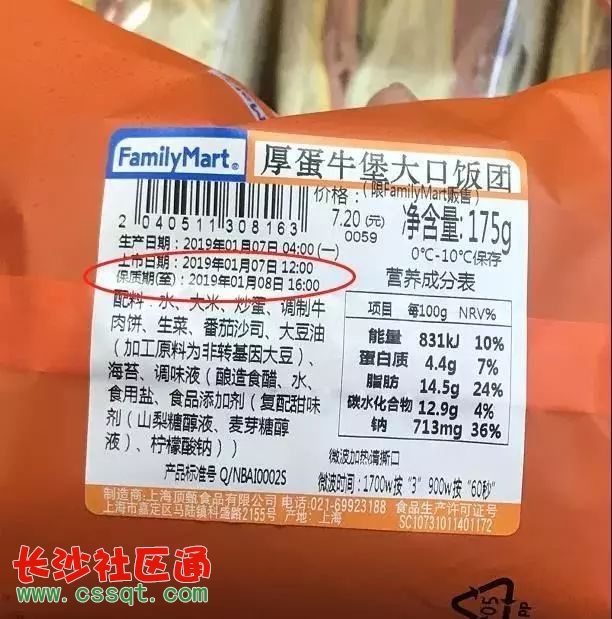 FamilyMart®
厚蛋牛堡大口饭团
价格：
(限FamilyMart贩售)
7.20 (元)
0059
净含量:175g
0℃-10℃保存
2 040511 308163
生产日期：2019年01月07日 04:00 (一)
上市日期：2019年01月07日 12:00
保质期(至)：2019年01月08日 16:00
配料：水、大米、炒蛋、调制牛
肉饼、生菜、番茄沙司、大豆油
（加工原料为非转基因大豆）、
海苔、调味液（酿造食醋、水、
食用盐、食品添加剂（复配甜味
剂（山梨糖醇液、麦芽糖醇
液）、柠檬酸钠））
产品标准号 Q/NBAI0002S
营养成分表
项目 每100g NRV%
能量 831kJ 10%
蛋白质 4.4g 7%
脂肪 14.5g 24%
碳水化合物 12.9g 4%
钠 713mg 36%
微波加热请撕口
微波时间：1700w按“3” 900w按“60秒”
制造商:上海顶甄食品有限公司 电话:021-69923188 食品生产许可证号
上海市嘉定区马陆镇科盛路2155号 产地：上海 SC10731011401172
长沙社区通
www.cssqt.com
05
PP